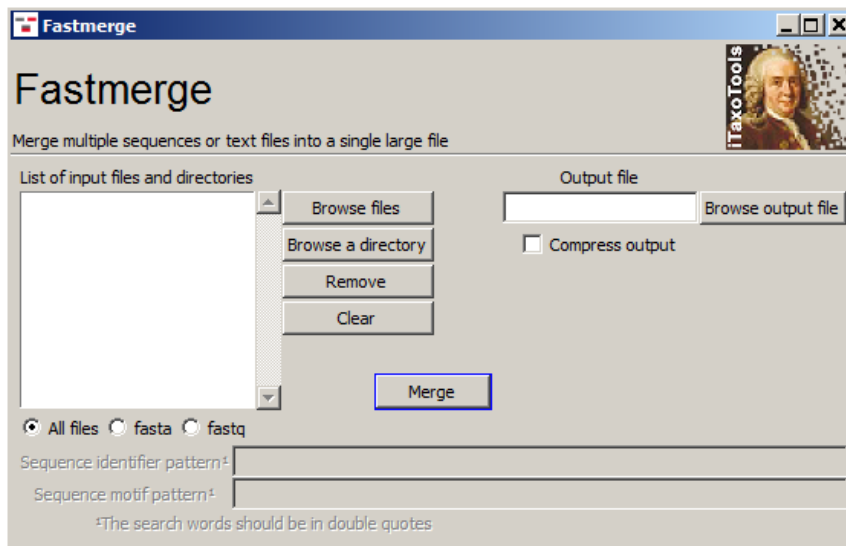 Fastmerge
Fastmerge
iTaxoTools
Merge multiple sequences or text files into a single large file
List of input files and directories
Output file
Browse files
Browse output file
Browse a directory
Compress output
Remove
Clear
Merge
All files fasta fastq
Sequence identifier pattern¹
Sequence motif pattern¹
¹The search words should be in double quotes